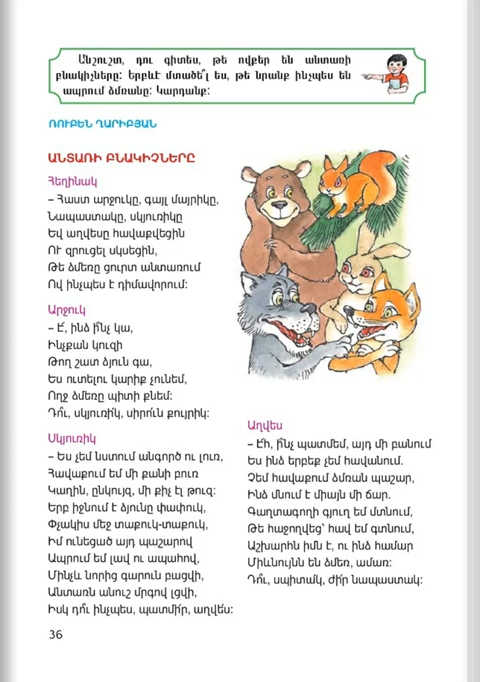 Անշուշտ, դու գիտես, թե ովքեր են անտառի
բնակիչները: Երբևէ մտածե՞լ ես, թե նրանք ինչպես են
ապրում ձմռանը: Կարդանք:
ՌՈՒԲԵՆ ՂԱՐԻԲՅԱՆ
ԱՆՏԱՌԻ ԲՆԱԿԻՉՆԵՐԸ
Հեղինակ
– Հաստ արջուկը, գայլ մայրիկը,
Նապաստակը, սկյուռիկը
Եվ աղվեսը հավաքվեցին
ՈՒ զրուցել սկսեցին,
Թե ձմեռը ցուրտ անտառում
Ով ինչպես է դիմավորում:
Արջուկ
– Է՜, ինձ ի՞նչ կա,
Ինչքան կուզի
Թող շատ ձյուն գա,
Ես ուտելու կարիք չունեմ,
Ողջ ձմեռը պիտի քնեմ:
Դո՞ւ, սկյուռի՛կ, սիրո՛ւն քույրիկ:
Սկյուռիկ
– Ես չեմ նստում անգործ ու լուռ,
Հավաքում եմ մի քանի բուռ
Կաղին, ընկույզ, մի քիչ էլ թուզ:
Երբ իջնում է ձյունը փափուկ,
Փչակիս մեջ տաքուկ-տաքուկ,
Իմ ունեցած այդ պաշարով
Ապրում եմ լավ ու ապահով,
Մինչև նորից գարուն բացվի,
Անտառն անուշ մրգով լցվի,
Իսկ դո՞ւ ինչպես, պատմի՛ր, աղվե՛ս:
Աղվես
– Է՜հ, ի՞նչ պատմեմ, այդ մի բանում
Ես ինձ երբեք չեմ հավանում.
Չեմ հավաքում ձմռան պաշար,
Ինձ մնում է միայն մի ճար.
Գաղտագողի գյուղ եմ մտնում,
Թե հաջողվեց՝ հավ եմ գտնում,
Աշխարհն իմն է, ու ինձ համար
Միևնույնն են ձմեռ, ամառ:
Դո՞ւ, սպիտակ, ժի՛ր նապաստակ:
36